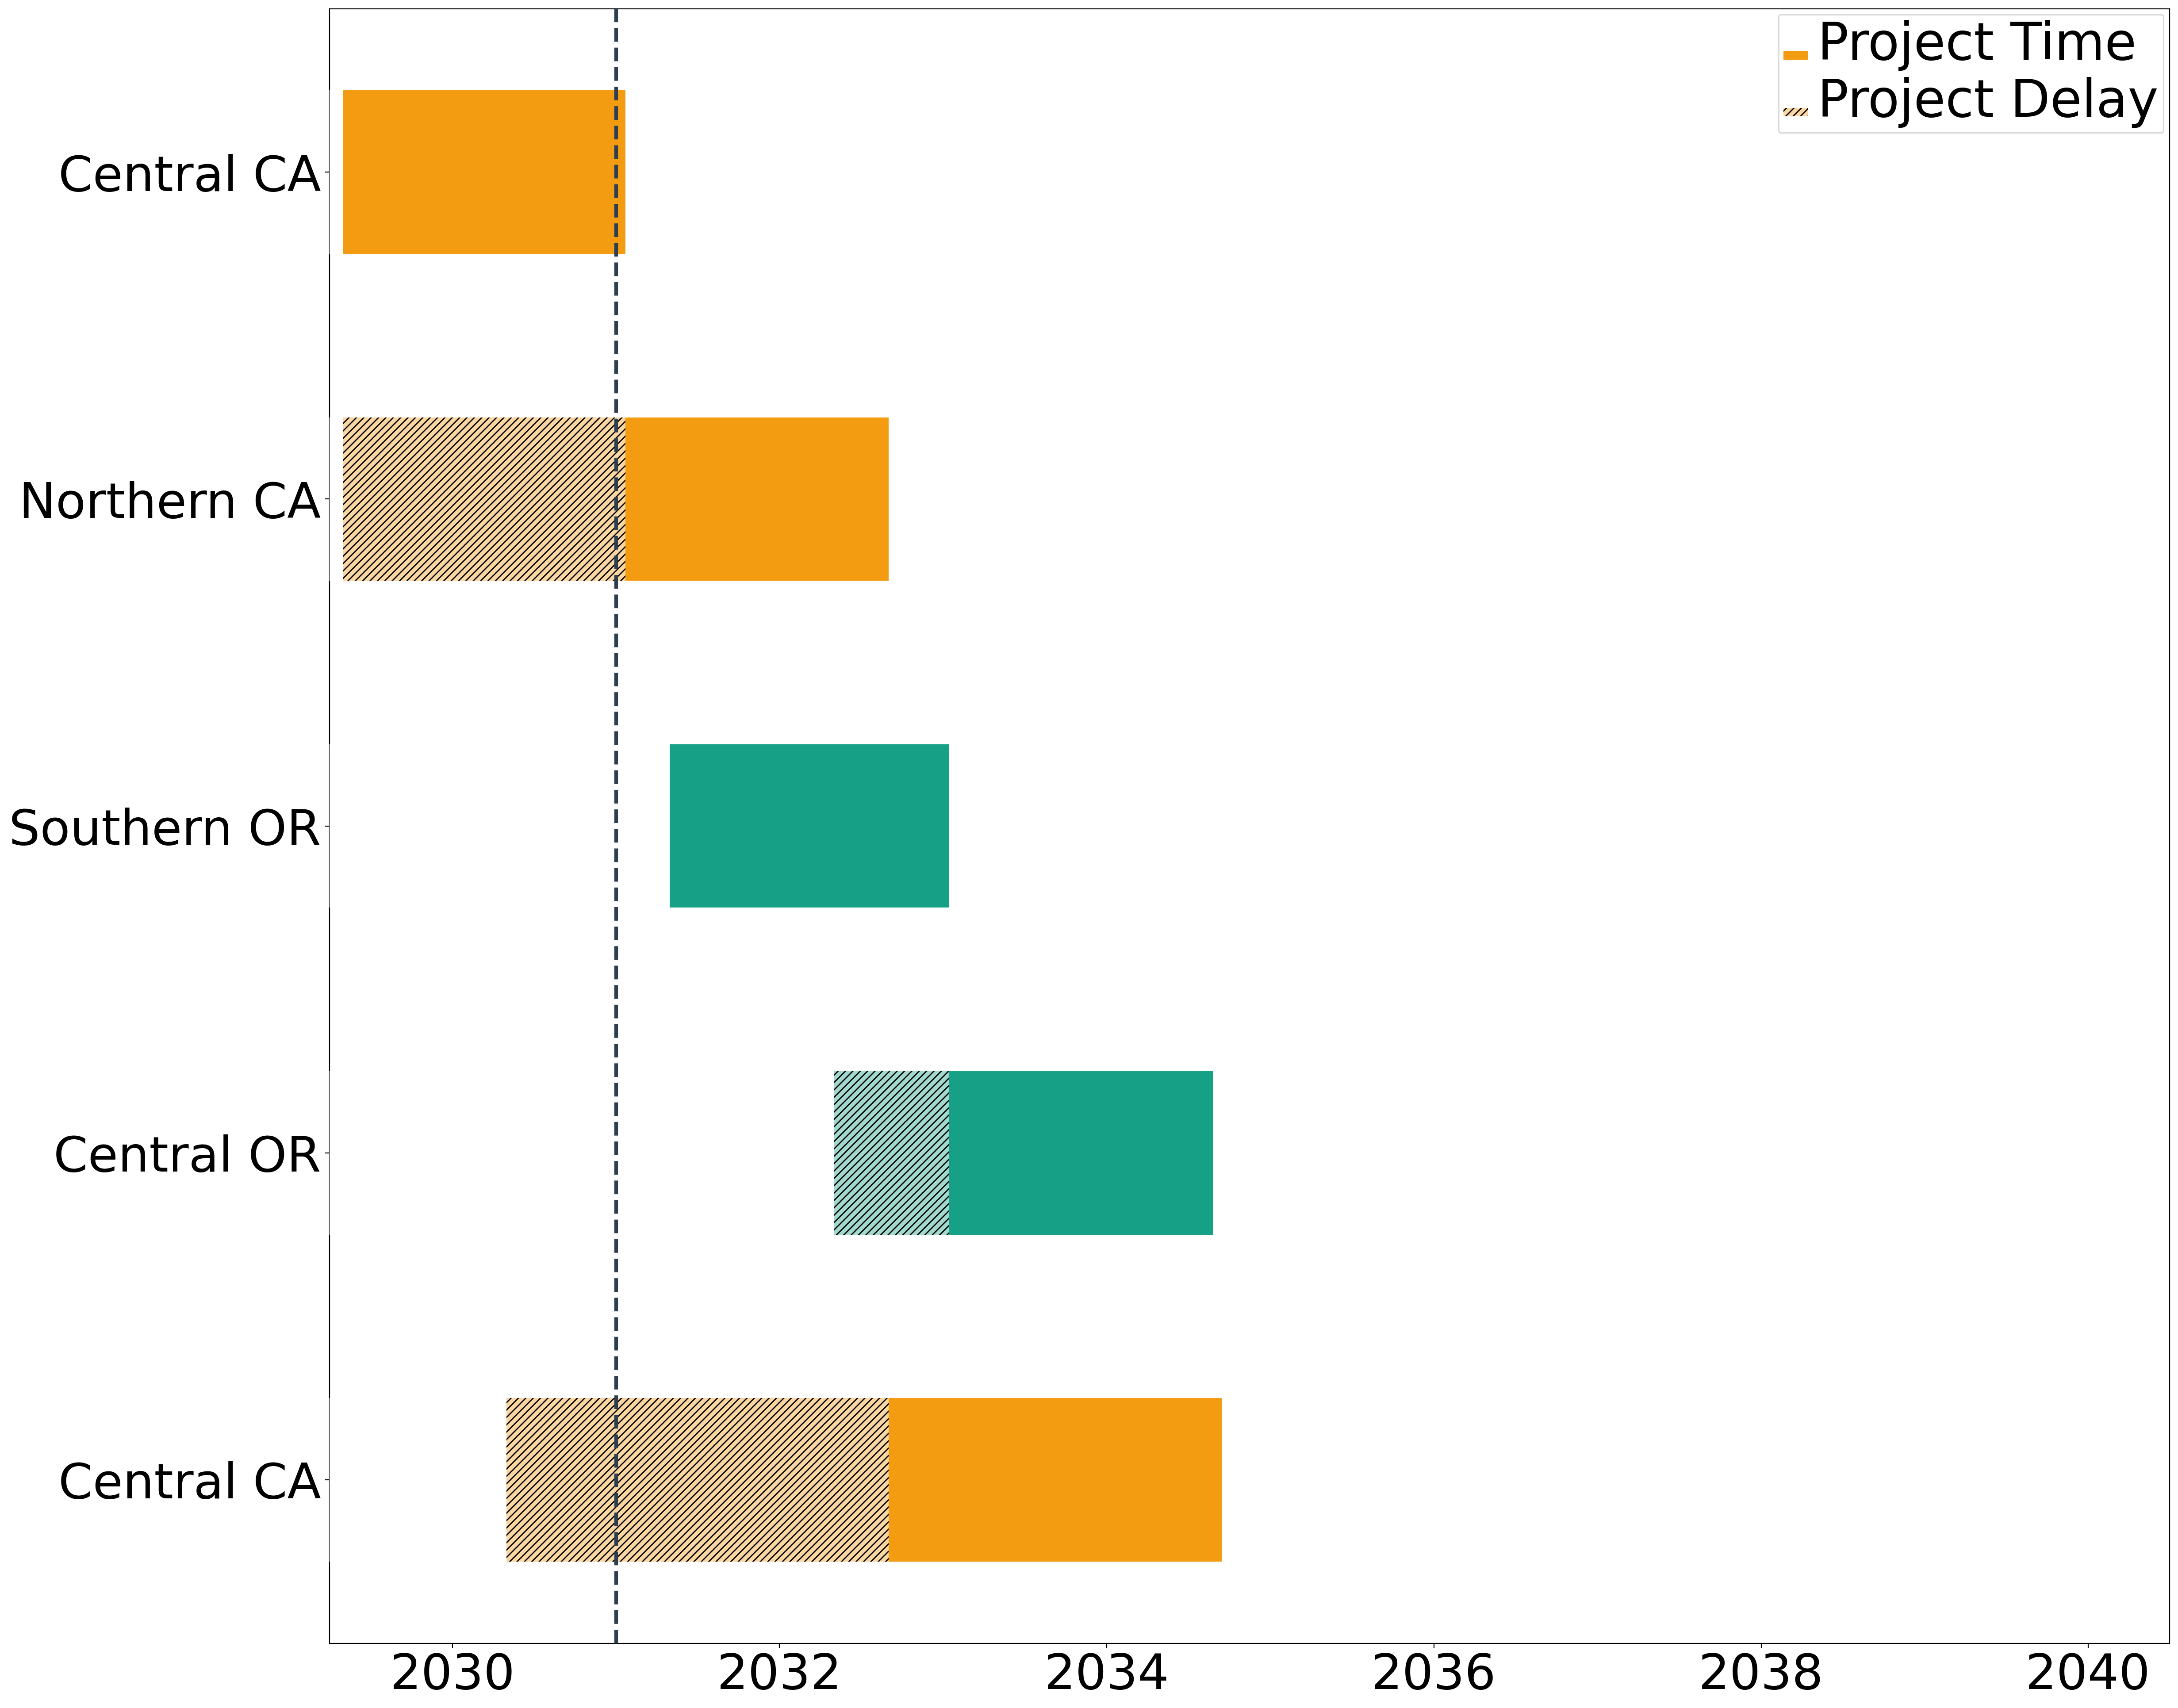 Project Time
Project Delay
Central CA
Northern CA
Southern OR
Central OR
Central CA
2030 2032 2034 2036 2038 2040